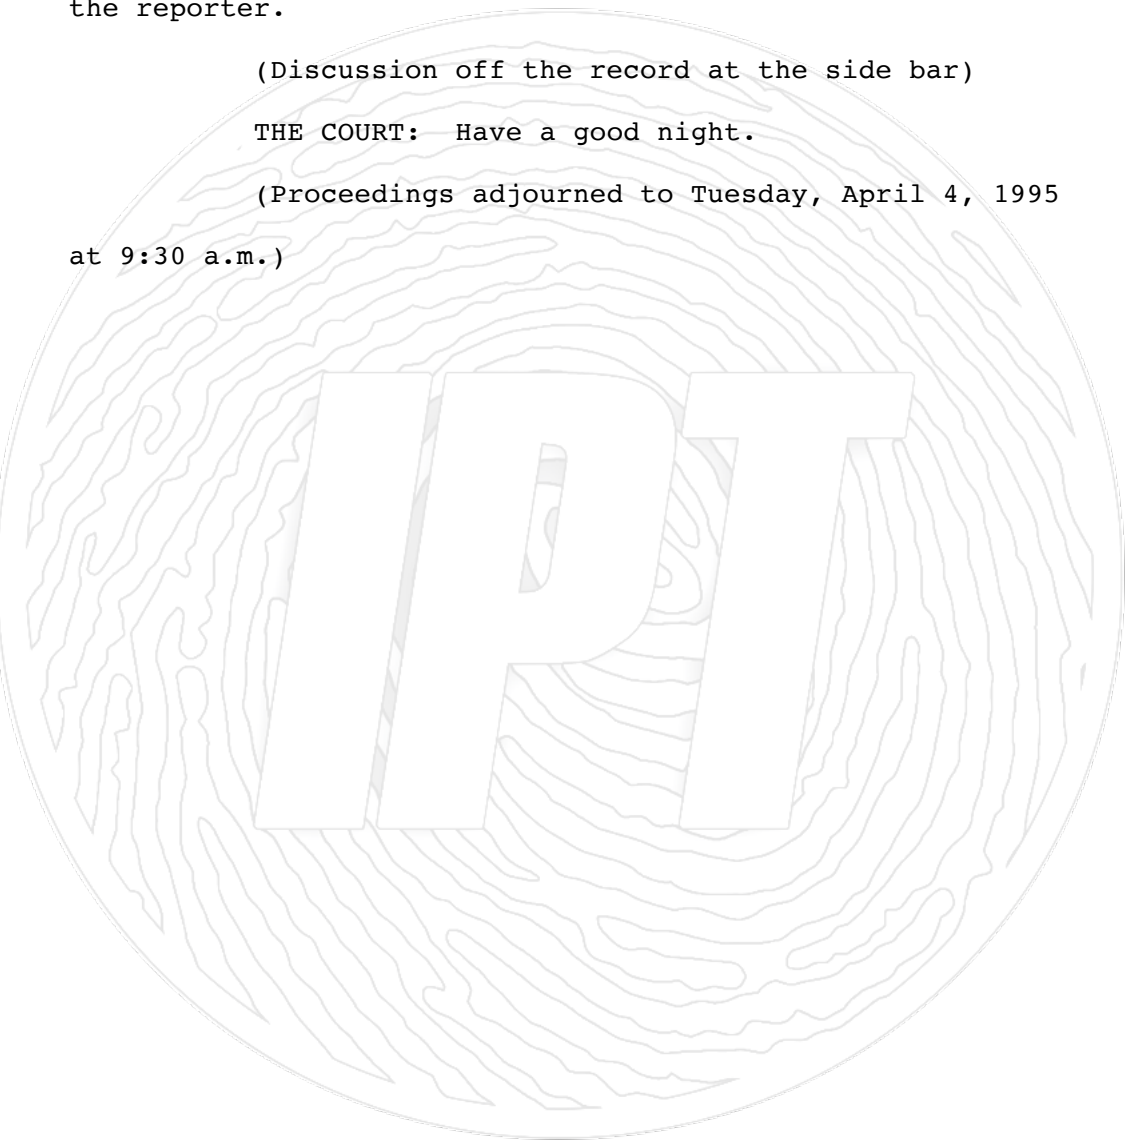 the reporter.
(Discussion off the record at the side bar)
THE COURT:  Have a good night.
(Proceedings adjourned to Tuesday, April 4, 1995
at 9:30 a.m.)
IPT